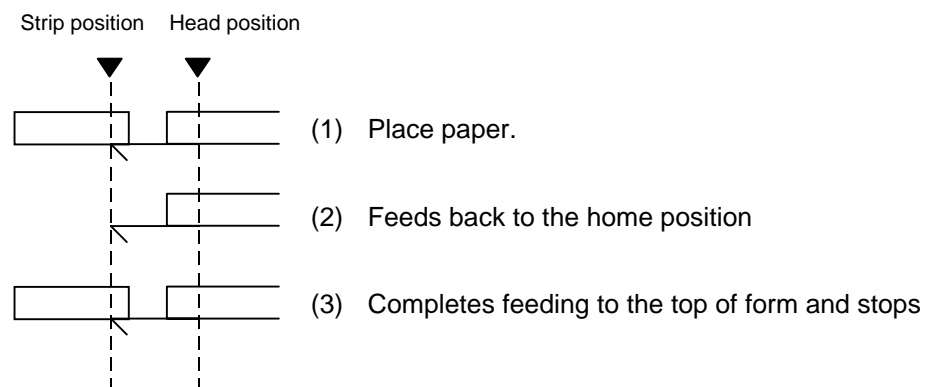 Strip position Head position
(1) Place paper.
(2) Feeds back to the home position
(3) Completes feeding to the top of form and stops